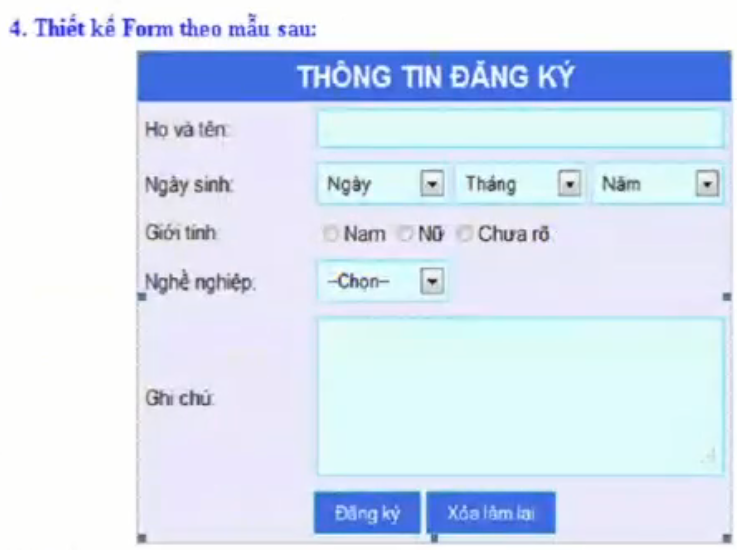 4. Thiết kế Form theo mẫu sau:
THÔNG TIN ĐĂNG KÝ
Họ và tên:
Ngày sinh: Ngày Tháng Năm
Giới tính: Nam Nữ Chưa rõ
Nghề nghiệp: --Chọn--
Ghi chú:
Đăng ký Xóa làm lại